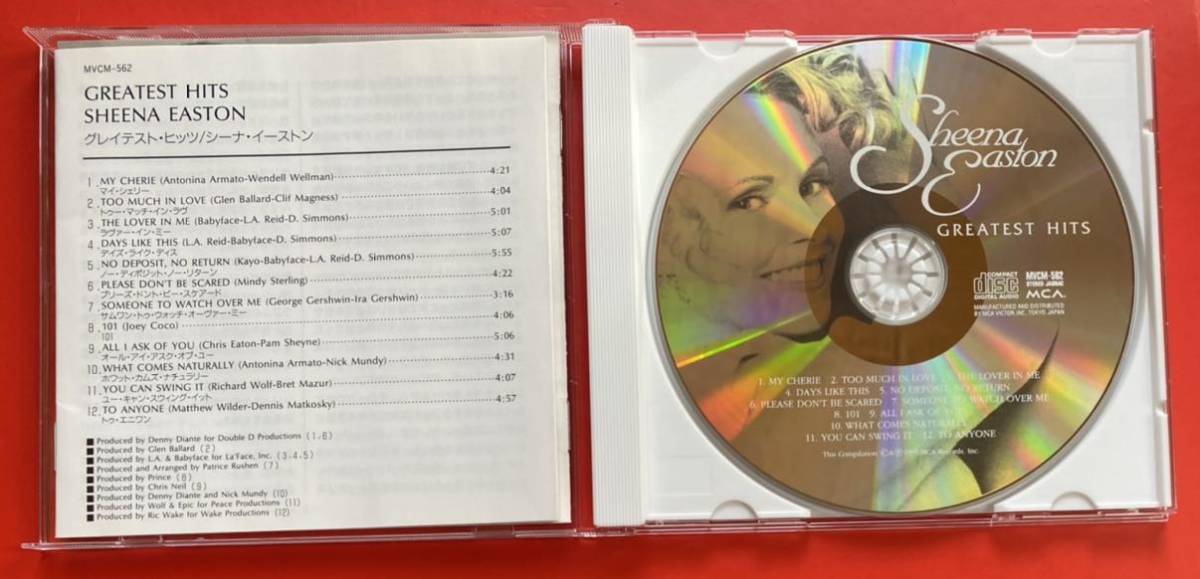 MVCM-562
GREATEST HITS
SHEENA EASTON
グレイテスト・ヒッツ/シーナ・イーストン
1. MY CHERIE (Antonina Armato-Wendell Wellman) 4:21
マイ・シェリー
2. TOO MUCH IN LOVE (Glen Ballard-Clif Magness) 4:04
トゥー・マッチ・イン・ラヴ
3. THE LOVER IN ME (Babyface-L.A. Reid-D. Simmons) 5:01
ラヴァー・イン・ミー
4. DAYS LIKE THIS (L.A. Reid-Babyface-D. Simmons) 5:07
デイズ・ライク・ディス
5. NO DEPOSIT, NO RETURN (Kayo-Babyface-L.A. Reid-D. Simmons) 5:55
ノー・ディポジット・ノー・リターン
6. PLEASE DON'T BE SCARED (Mindy Sterling) 4:22
プリーズ・ドント・ビー・スケアード
7. SOMEONE TO WATCH OVER ME (George Gershwin-Ira Gershwin) 3:16
サムワン・トゥ・ウォッチ・オーヴァー・ミー
8. 101 (Joey Coco) 4:06
101
9. ALL I ASK OF YOU (Chris Eaton-Pam Sheyne) 5:06
オール・アイ・アスク・オブ・ユー
10. WHAT COMES NATURALLY (Antonina Armato-Nick Mundy) 4:31
ホワット・カムズ・ナチュラリー
11. YOU CAN SWING IT (Richard Wolf-Bret Mazur) 4:07
ユー・キャン・スウィング・イット
12. TO ANYONE (Matthew Wilder-Dennis Matkosky) 4:57
トゥ・エニワン
■ Produced by Denny Diante for Double D Productions (1,6)
■ Produced by Glen Ballard (2)
■ Produced by L.A. & Babyface for La'Face, Inc. (3,4,5)
■ Produced and Arranged by Patrice Rushen (7)
■ Produced by Prince (8)
■ Produced by Chris Neil (9)
■ Produced by Denny Diante and Nick Mundy (10)
■ Produced by Wolf & Epic for Peace Productions (11)
■ Produced by Ric Wake for Wake Productions (12)
Sheena
Easton
GREATEST HITS
COMPACT
disc
DIGITAL AUDIO
MVCM-562
STEREO JASRAC
MCA
MANUFACTURED AND DISTRIBUTED
BY MCA VICTOR, INC. TOKYO JAPAN
1. MY CHERIE 2. TOO MUCH IN LOVE 3. THE LOVER IN ME
4. DAYS LIKE THIS 5. NO DEPOSIT, NO RETURN
6. PLEASE DON'T BE SCARED 7. SOMEONE TO WATCH OVER ME
8. 101 9. ALL I ASK OF YOU
10. WHAT COMES NATURALLY
11. YOU CAN SWING IT 12. TO ANYONE
This Compilation MCA Records, Inc.